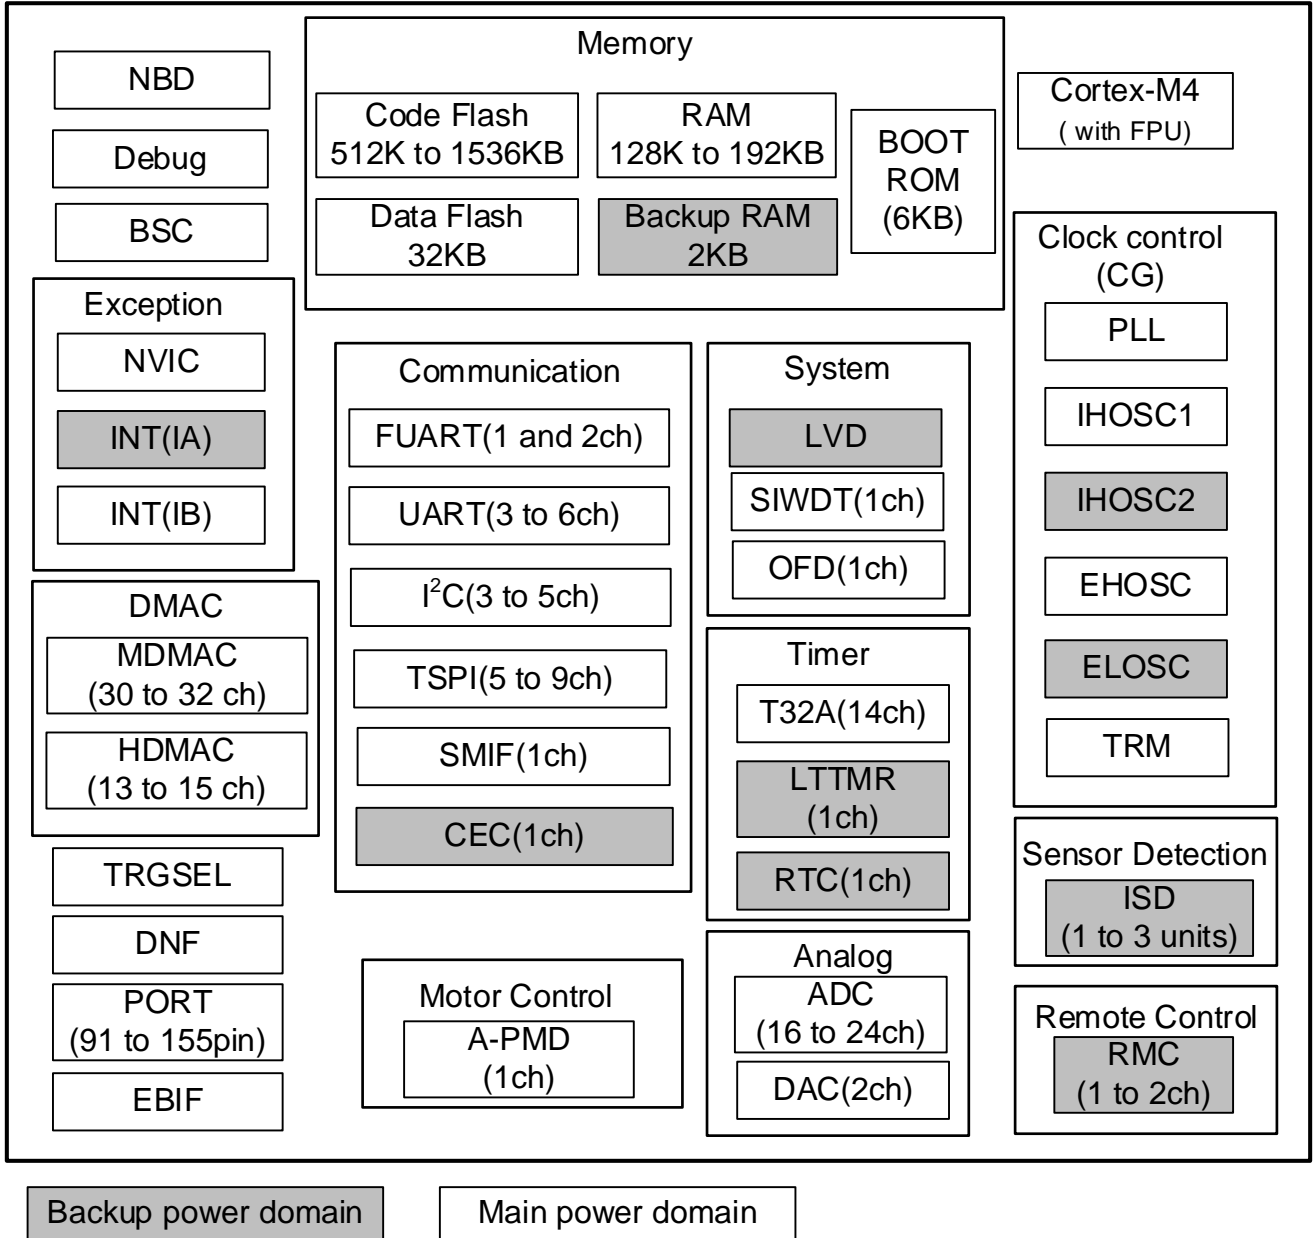 NBD
Debug
BSC
Memory
Code Flash
512K to 1536KB
RAM
128K to 192KB
BOOT
ROM
(6KB)
Data Flash
32KB
Backup RAM
2KB
Cortex-M4
( with FPU)
Exception
NVIC
INT(IA)
INT(IB)
DMAC
MDMAC
(30 to 32 ch)
HDMAC
(13 to 15 ch)
TRGSEL
DNF
PORT
(91 to 155pin)
EBIF
Communication
FUART(1 and 2ch)
UART(3 to 6ch)
I²C(3 to 5ch)
TSPI(5 to 9ch)
SMIF(1ch)
CEC(1ch)
Motor Control
A-PMD
(1ch)
System
LVD
SIWDT(1ch)
OFD(1ch)
Timer
T32A(14ch)
LTTMR
(1ch)
RTC(1ch)
Analog
ADC
(16 to 24ch)
DAC(2ch)
Clock control
(CG)
PLL
IHOSC1
IHOSC2
EHOSC
ELOSC
TRM
Sensor Detection
ISD
(1 to 3 units)
Remote Control
RMC
(1 to 2ch)
Backup power domain
Main power domain